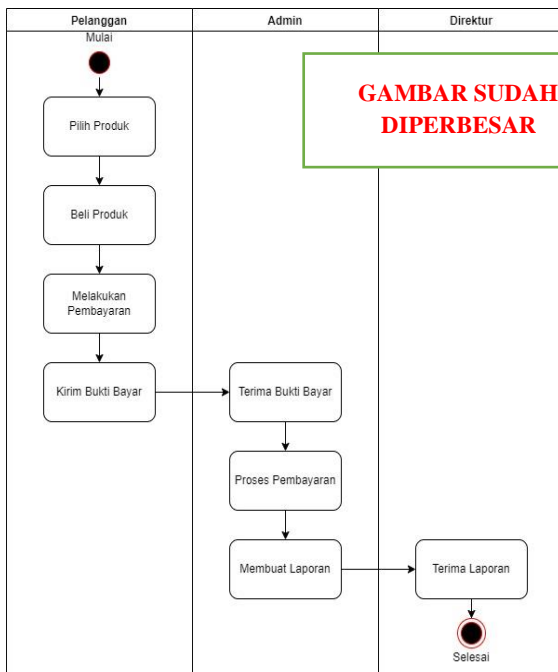 Pelanggan
Admin
Direktur
Mulai
GAMBAR SUDAH
DIPERBESAR
Pilih Produk
Beli Produk
Melakukan
Pembayaran
Kirim Bukti Bayar
Terima Bukti Bayar
Proses Pembayaran
Membuat Laporan
Terima Laporan
Selesai